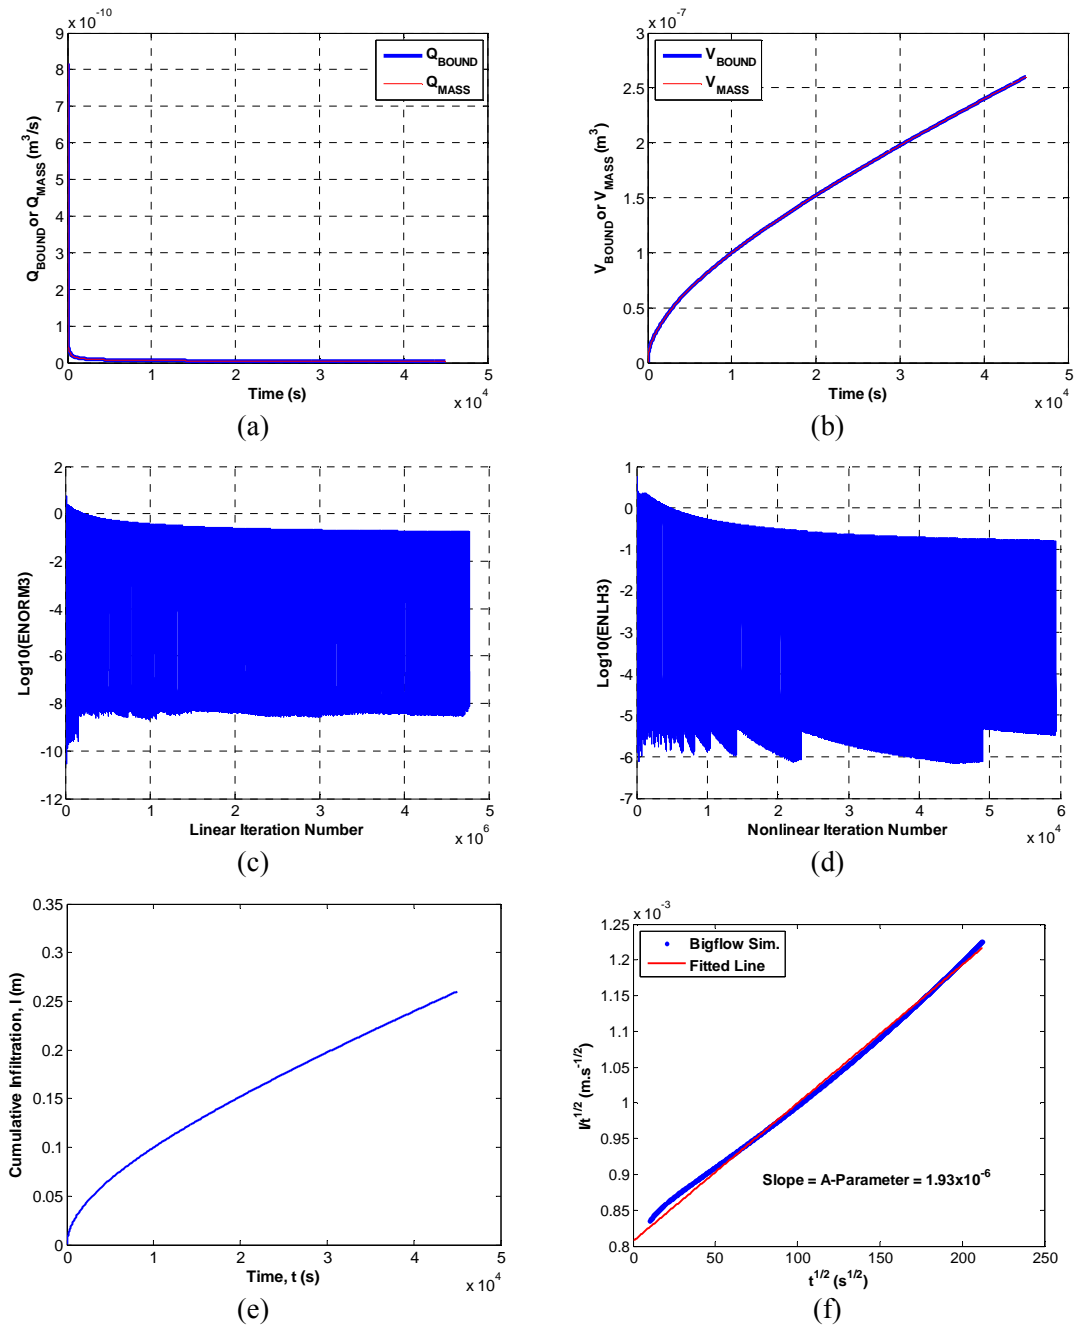 x 10^-10
9
8
7
6
5
4
3
2
1
0
Q_BOUND or Q_MASS (m^3/s)
Q_BOUND
Q_MASS
0 1 2 3 4 5
x 10^4
Time (s)
(a)
x 10^-7
3
2.5
2
1.5
1
0.5
0
V_BOUND or V_MASS (m^3)
V_BOUND
V_MASS
0 1 2 3 4 5
x 10^4
Time (s)
(b)
2
0
-2
-4
-6
-8
-10
-12
Log10(ENORM3)
0 1 2 3 4 5
x 10^6
Linear Iteration Number
(c)
1
0
-1
-2
-3
-4
-5
-6
-7
Log10(ENLH3)
0 1 2 3 4 5 6
x 10^4
Nonlinear Iteration Number
(d)
0.35
0.3
0.25
0.2
0.15
0.1
0.05
0
Cumulative Infiltration, I (m)
0 1 2 3 4 5
x 10^4
Time, t (s)
(e)
x 10^-3
1.25
1.2
1.15
1.1
1.05
1
0.95
0.9
0.85
0.8
I/t^1/2 (m.s^-1/2)
Bigflow Sim.
Fitted Line
Slope = A-Parameter = 1.93x10^-6
0 50 100 150 200 250
t^1/2 (s^1/2)
(f)